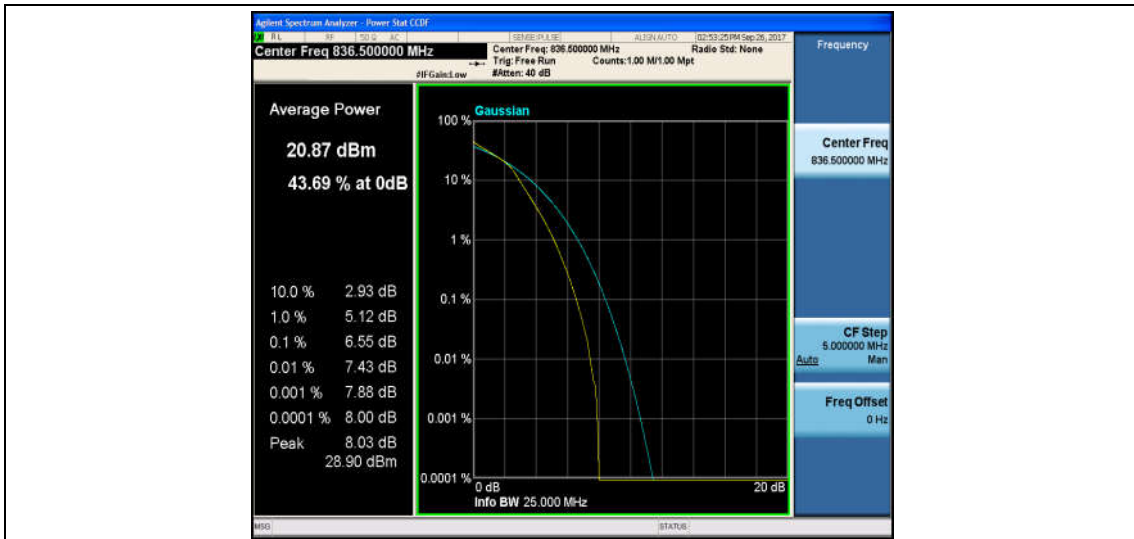 Agilent Spectrum Analyzer - Power Stat CCDF
RL RF 50 Ω AC SENSE:PULSE ALIGN AUTO 02:53:25 PM Sep 26, 2017
Center Freq 836.500000 MHz
Center Freq: 836.500000 MHz Radio Std: None
Trig: Free Run Counts:1.00 M/1.00 Mpt
#IFGain:Low #Atten: 40 dB
Frequency
Average Power
20.87 dBm
43.69 % at 0dB
10.0 % 2.93 dB
1.0 % 5.12 dB
0.1 % 6.55 dB
0.01 % 7.43 dB
0.001 % 7.88 dB
0.0001 % 8.00 dB
Peak 8.03 dB
28.90 dBm
Gaussian
100 %
10 %
1 %
0.1 %
0.01 %
0.001 %
0.0001 %
0 dB 20 dB
Info BW 25.000 MHz
Center Freq
836.500000 MHz
CF Step
5.000000 MHz
Auto Man
Freq Offset
0 Hz
MSG STATUS